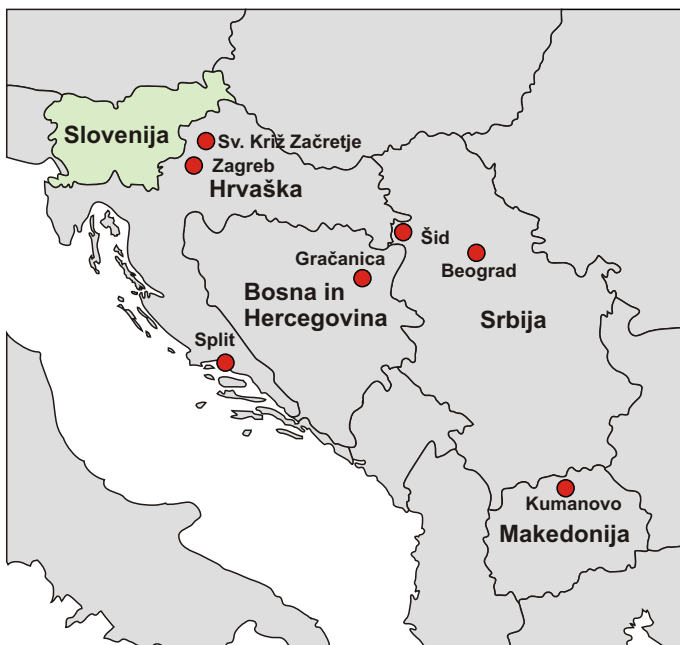 Slovenija
Sv. Križ Začretje
Zagreb
Hrvaška
Šid
Gračanica
Beograd
Bosna in
Hercegovina
Srbija
Split
Kumanovo
Makedonija